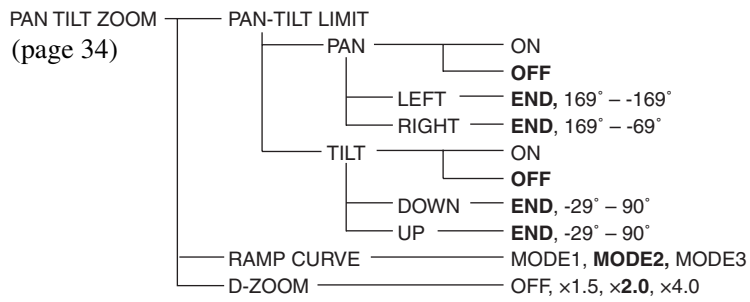 PAN TILT ZOOM PAN-TILT LIMIT
(page 34) PAN ON
OFF
LEFT END, 169˚ – -169˚
RIGHT END, 169˚ – -69˚
TILT ON
OFF
DOWN END, -29˚ – 90˚
UP END, -29˚ – 90˚
RAMP CURVE MODE1, MODE2, MODE3
D-ZOOM OFF, ×1.5, ×2.0, ×4.0